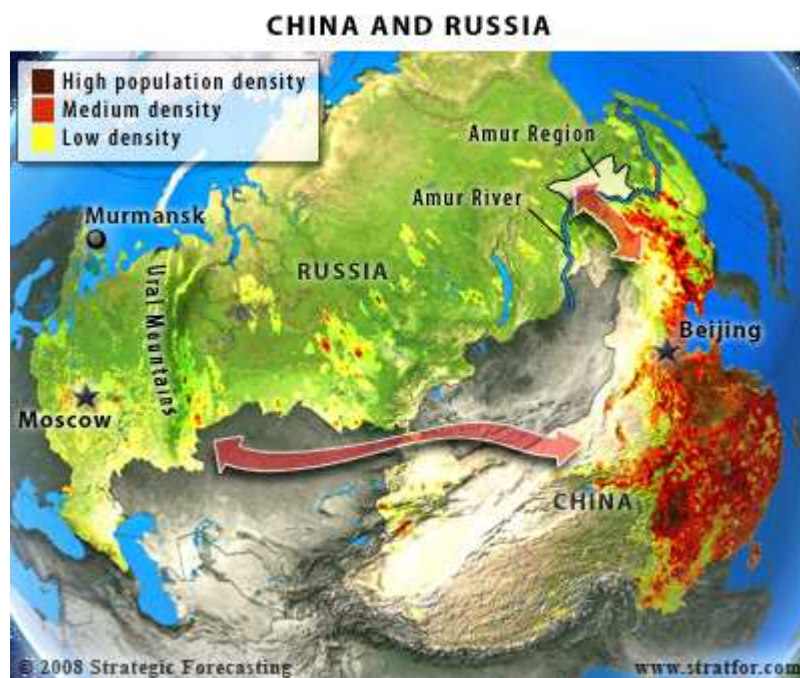 CHINA AND RUSSIA
High population density
Medium density
Low density
Amur Region
Amur River
Murmansk
RUSSIA
Ural Mountains
Beijing
Moscow
CHINA
© 2008 Strategic Forecasting
www.stratfor.com